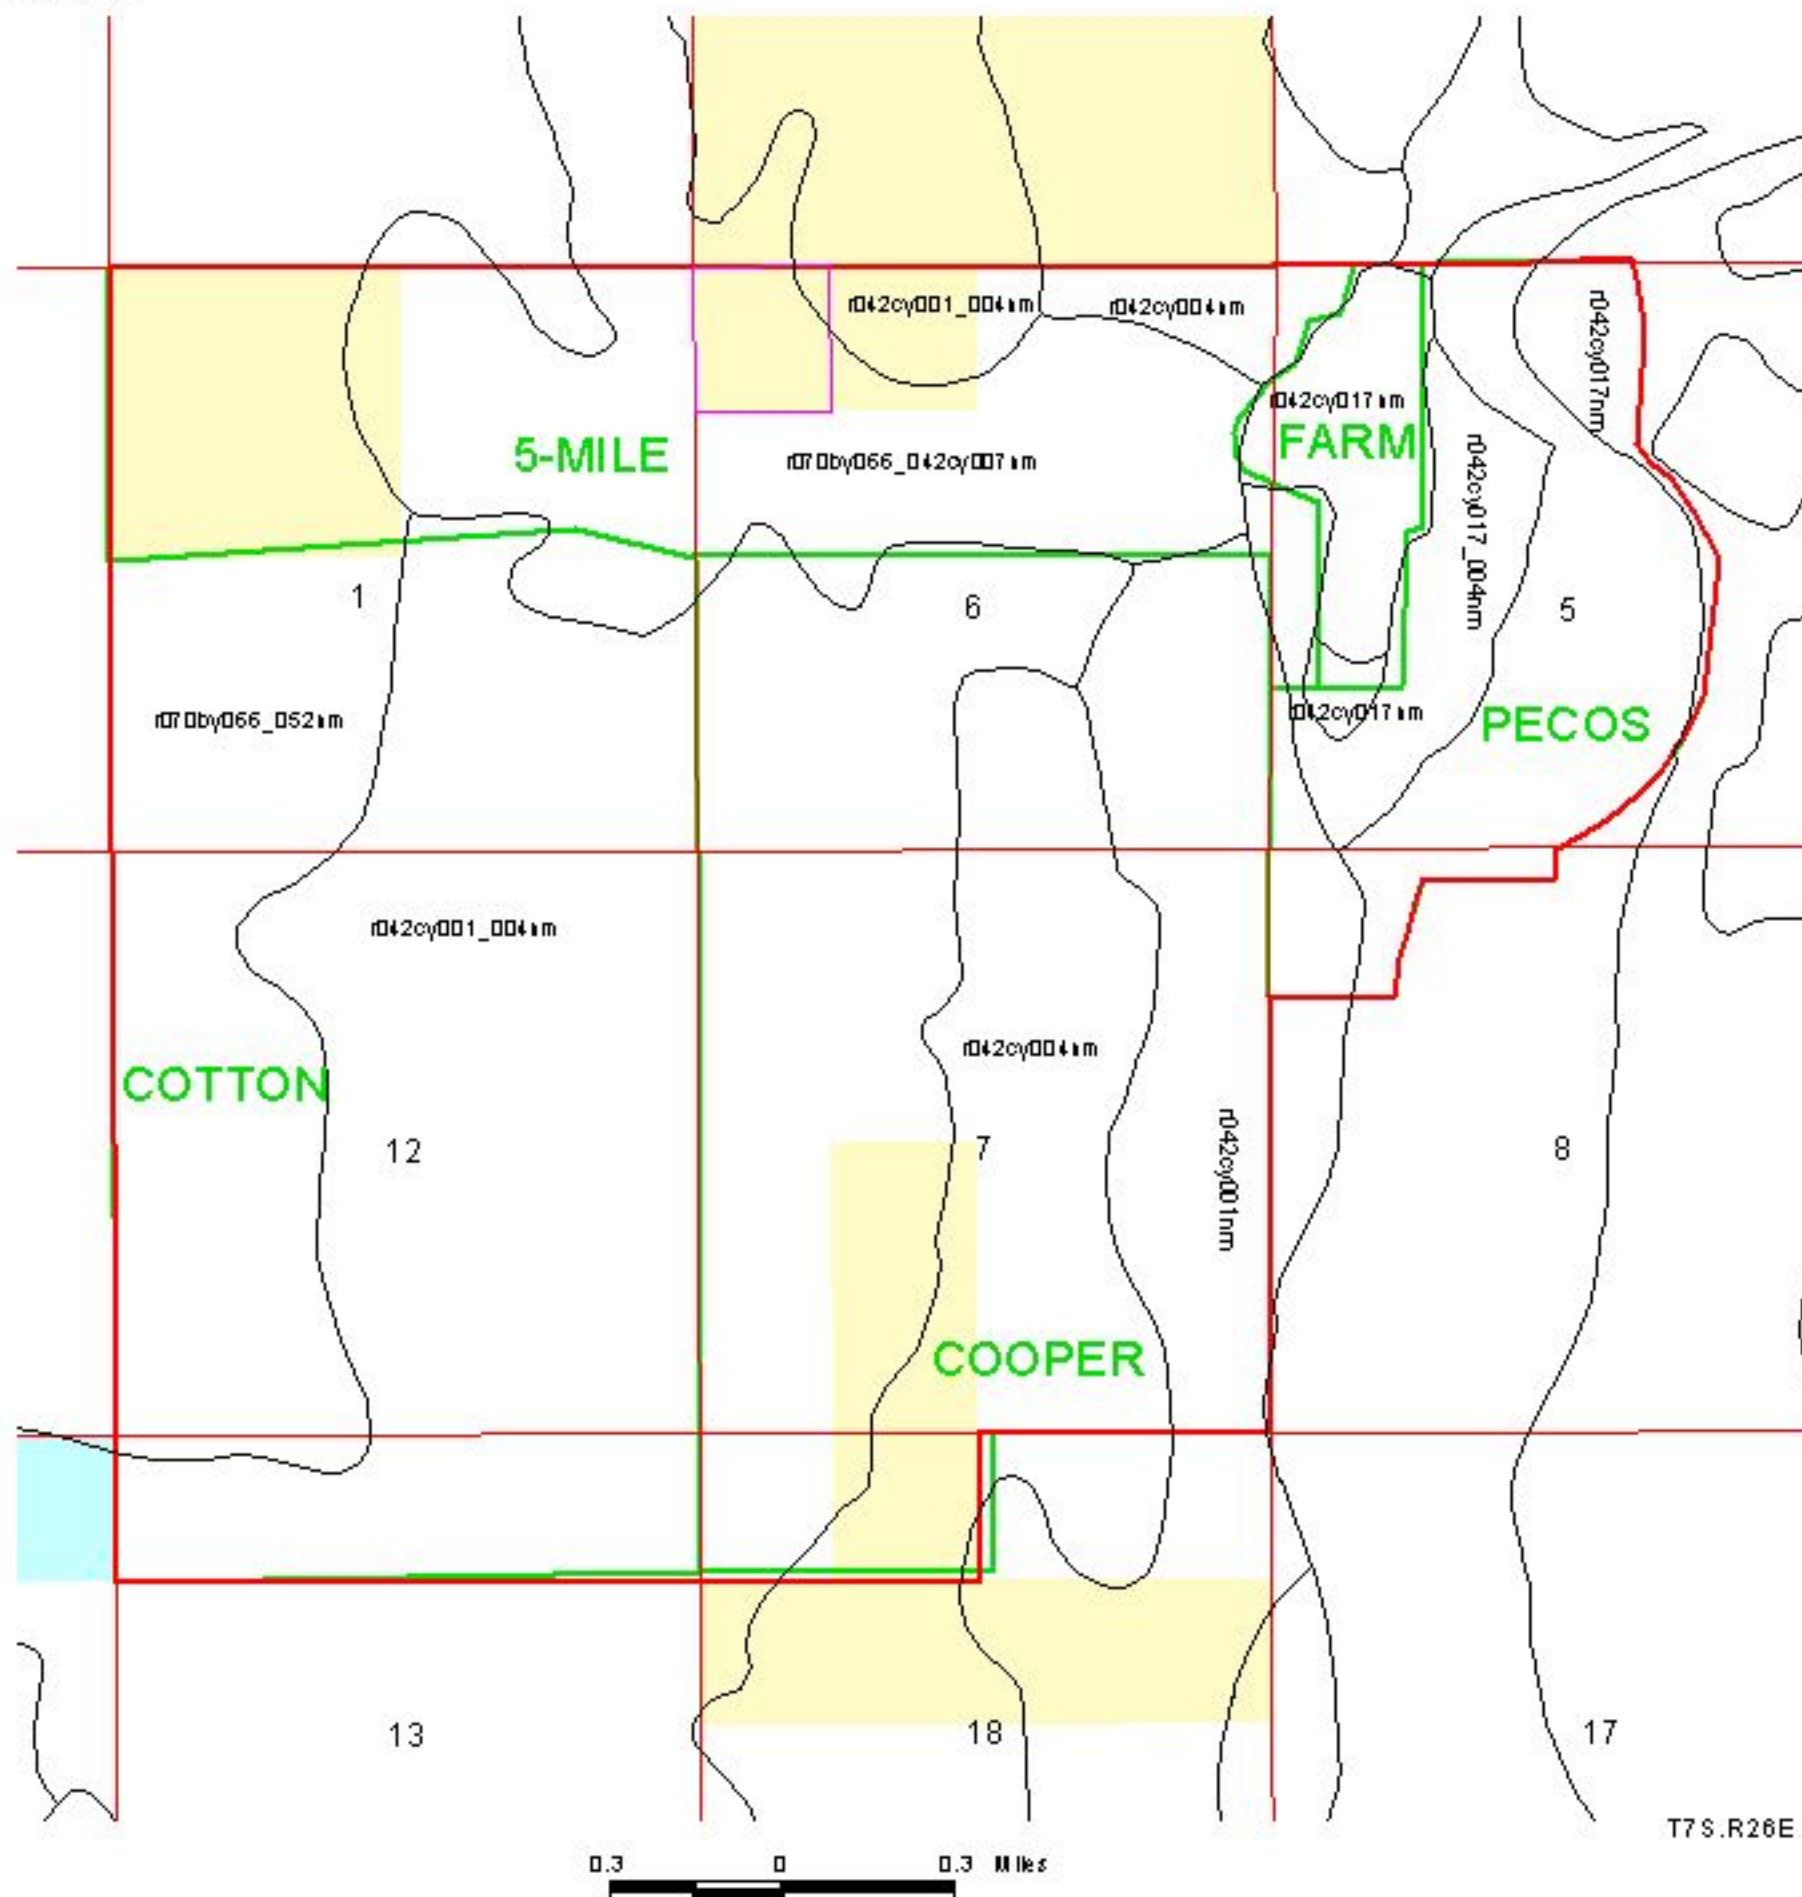 r042cy001_004nm
r042cy004nm
r042cy017nm
r042cy017nm
FARM
5-MILE
r070by066_042cy007nm
r042cy017_004nm
1
6
5
r070by066_052nm
r042cy017nm
PECOS
r042cy001_004nm
r042cy004nm
COTTON
12
7
r042cy001nm
8
COOPER
13
18
17
T7S.R26E
0.3 0 0.3 Miles